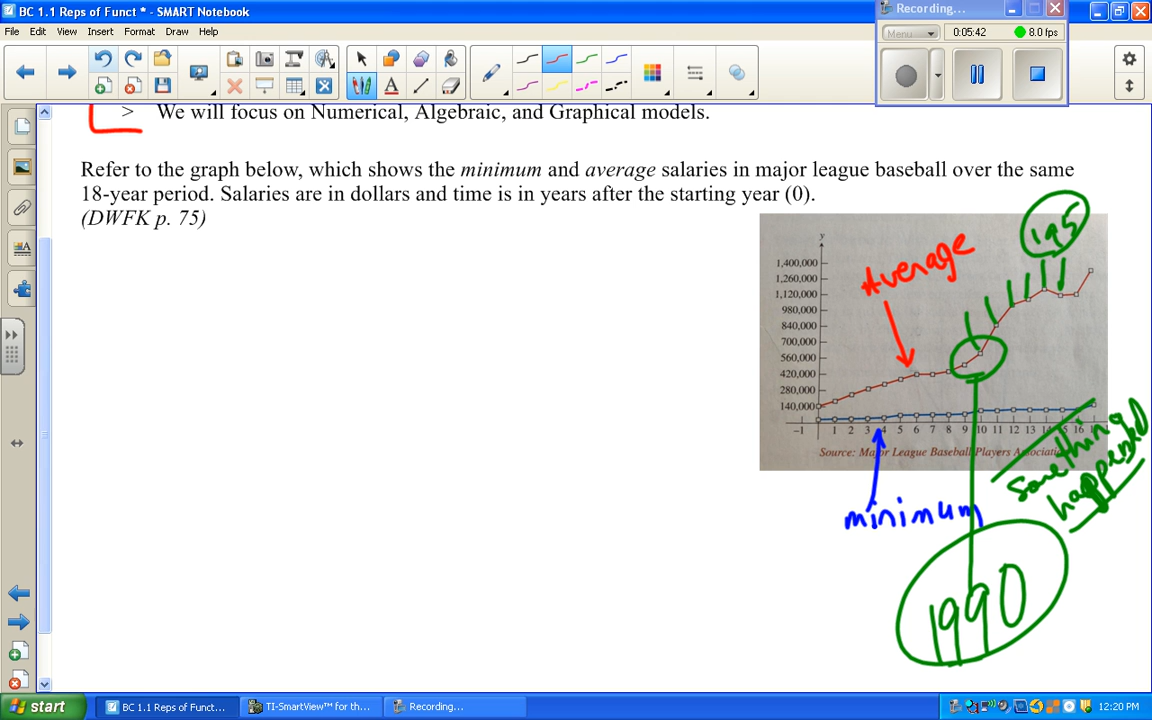 BC 1.1 Reps of Funct * - SMART Notebook
Recording...
File Edit View Insert Format Draw Help
Menu
0:05:42
8.0 fps
> We will focus on Numerical, Algebraic, and Graphical models.
Refer to the graph below, which shows the minimum and average salaries in major league baseball over the same
18-year period. Salaries are in dollars and time is in years after the starting year (0).
(DWFK p. 75)
195
Average
y
1,400,000
1,260,000
1,120,000
980,000
840,000
700,000
560,000
420,000
280,000
140,000
-1 1 2 3 4 5 6 7 8 9 10 11 12 13 14 15 16
Source: Major League Baseball Players Association
Something
happened
minimum
1990
start
BC 1.1 Reps of Funct...
TI-SmartView™ for th...
Recording...
12:20 PM